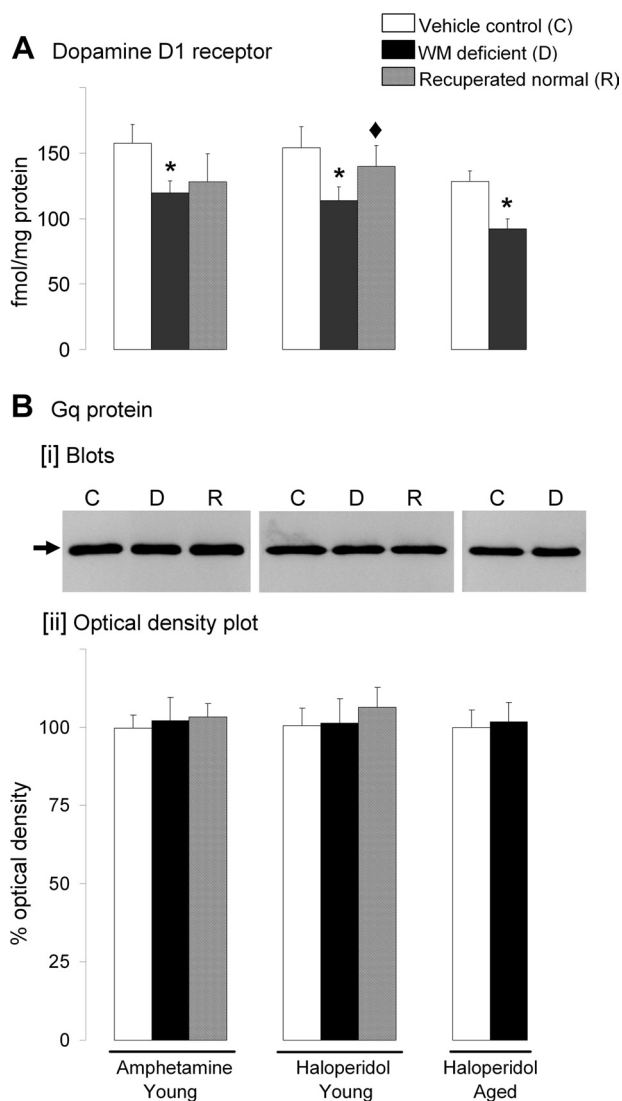 Vehicle control (C)
WM deficient (D)
Recuperated normal (R)
A Dopamine D1 receptor
fmol/mg protein
150
100
50
0
*
*
♦
*
B Gq protein
[i] Blots
C D R C D R C D
[ii] Optical density plot
% optical density
100
75
50
25
0
Amphetamine Haloperidol Haloperidol
Young Young Aged